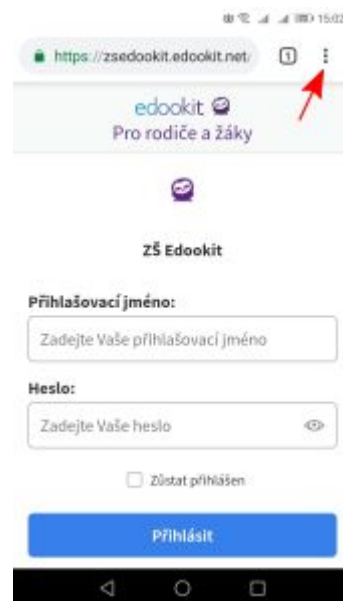 15:02
https://zsedookit.edookit.net/
1
edookit
Pro rodiče a žáky
ZŠ Edookit
Přihlašovací jméno:
Zadejte Vaše přihlašovací jméno
Heslo:
Zadejte Vaše heslo
Zůstat přihlášen
Přihlásit